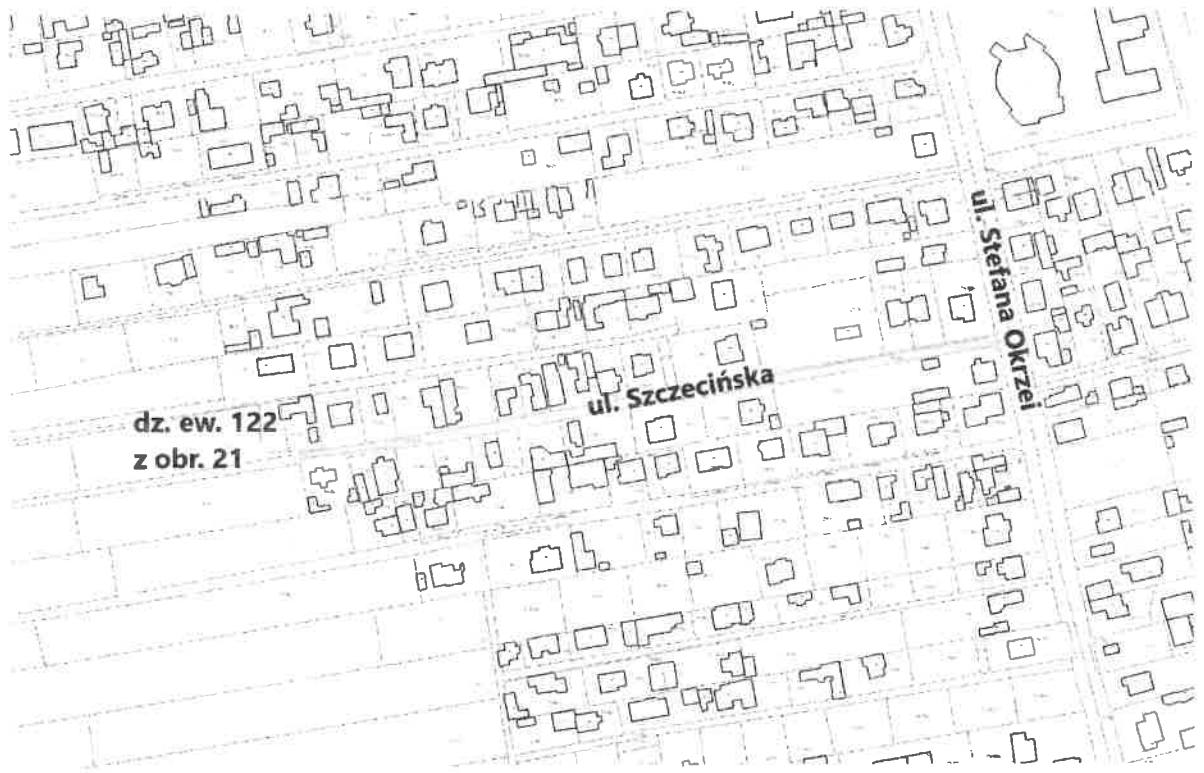 ul. Stefana Okrzei
ul. Szczecińska
dz. ew. 122
z obr. 21